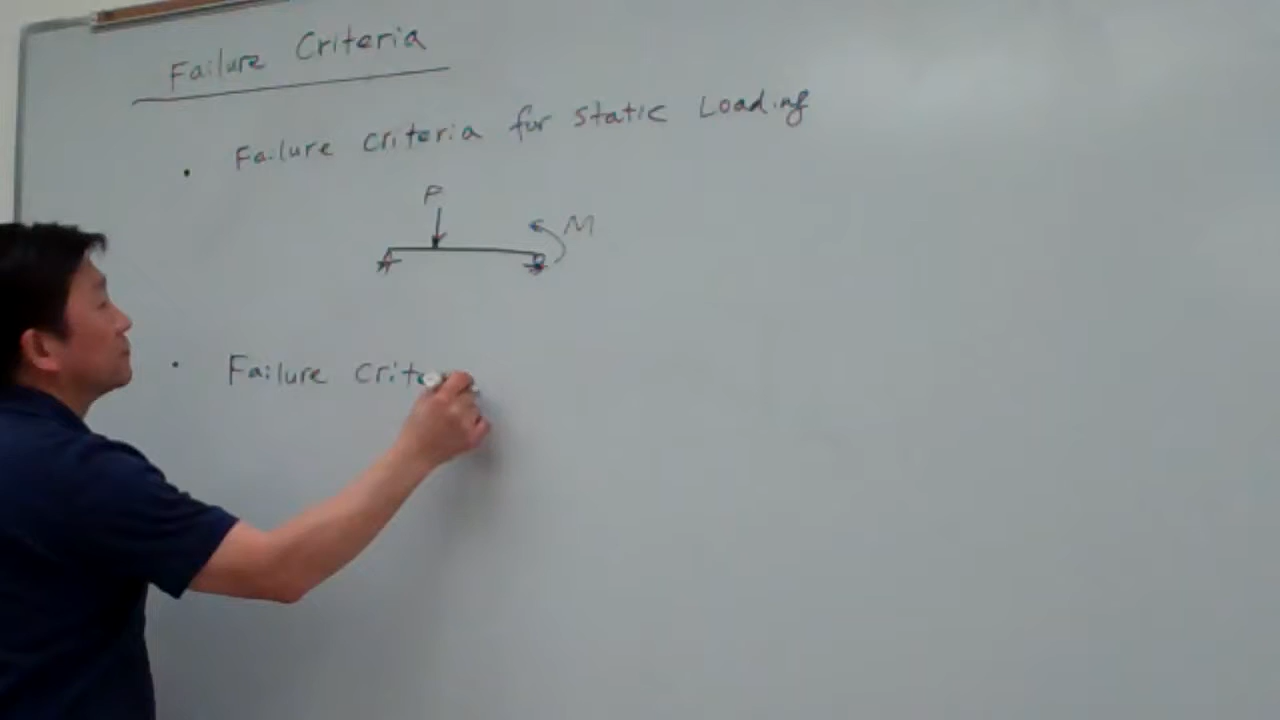 Failure Criteria
• Failure criteria for static Loading
P
M
• Failure crite